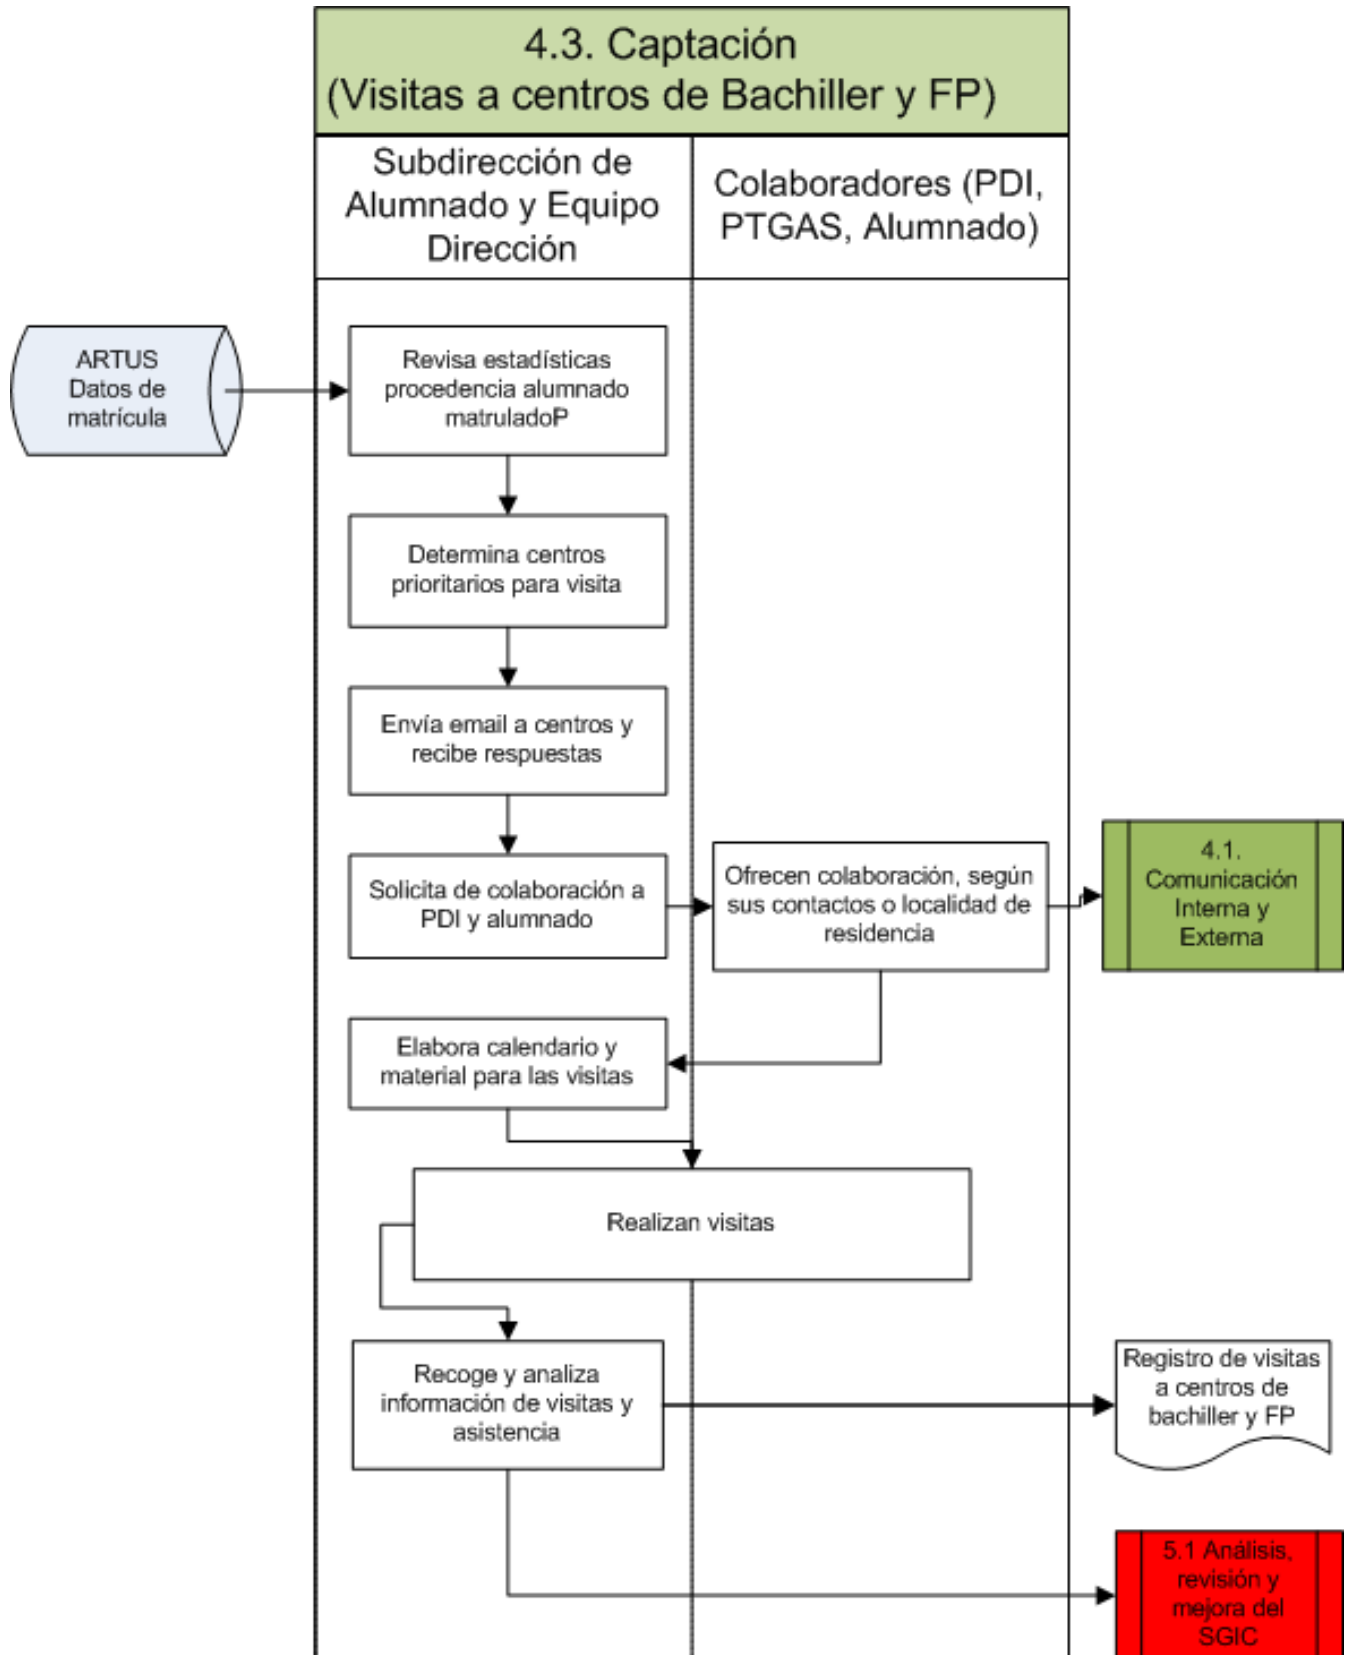 4.3. Captación
(Visitas a centros de Bachiller y FP)
Subdirección de
Alumnado y Equipo
Dirección
Colaboradores (PDI,
PTGAS, Alumnado)
ARTUS
Datos de
matrícula
Revisa estadísticas
procedencia alumnado
matruladoP
Determina centros
prioritarios para visita
Envía email a centros y
recibe respuestas
Solicita de colaboración a
PDI y alumnado
Ofrecen colaboración, según
sus contactos o localidad de
residencia
4.1.
Comunicación
Interna y
Externa
Elabora calendario y
material para las visitas
Realizan visitas
Recoge y analiza
información de visitas y
asistencia
Registro de visitas
a centros de
bachiller y FP
5.1 Análisis,
revisión y
mejora del
SGIC